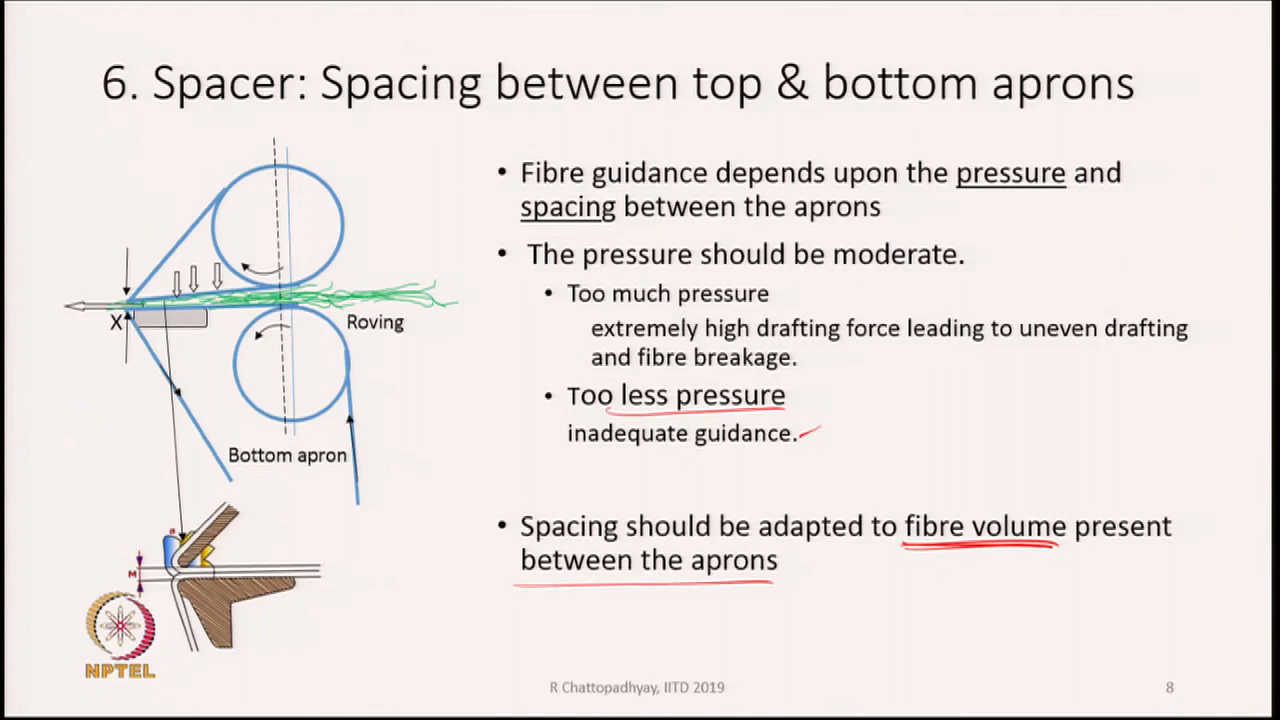 6. Spacer: Spacing between top & bottom aprons
• Fibre guidance depends upon the pressure and
spacing between the aprons
• The pressure should be moderate.
• Too much pressure
extremely high drafting force leading to uneven drafting
and fibre breakage.
• Too less pressure
inadequate guidance.
• Spacing should be adapted to fibre volume present
between the aprons
X
Roving
Bottom apron
M
NPTEL
R Chattopadhyay, IITD 2019
8